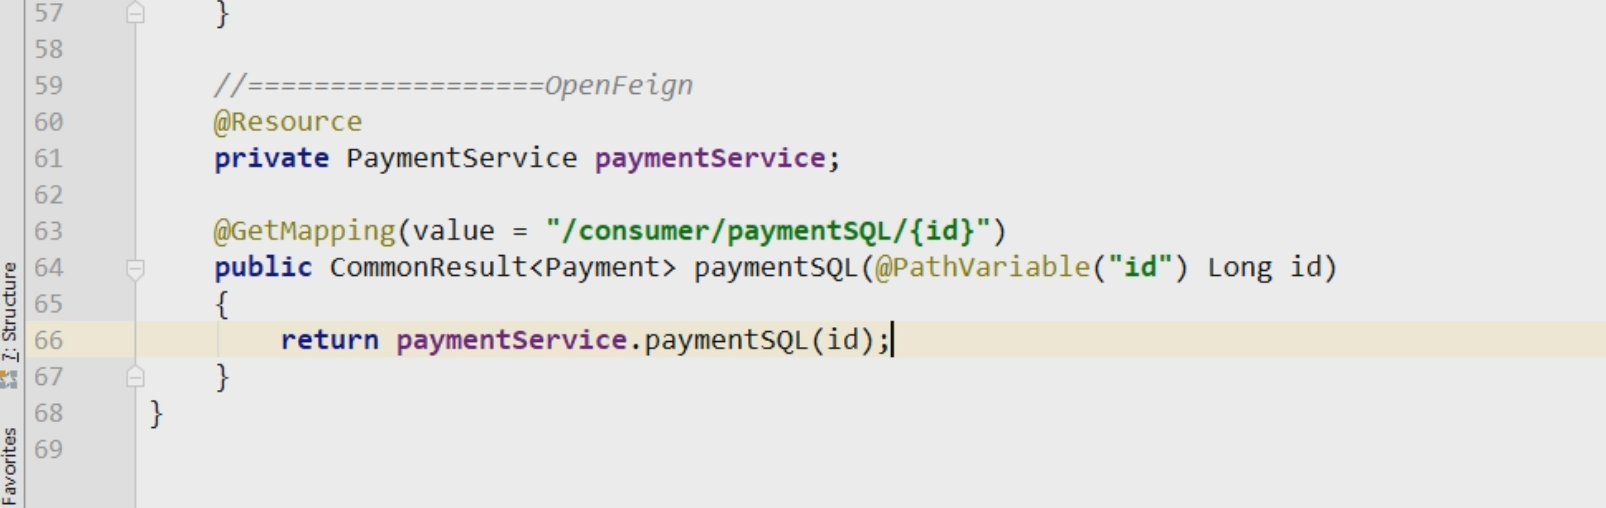 57 }
58
59 //==================OpenFeign
60 @Resource
61 private PaymentService paymentService;
62
63 @GetMapping(value = "/consumer/paymentSQL/{id}")
64 public CommonResult<Payment> paymentSQL(@PathVariable("id") Long id)
65 {
66 return paymentService.paymentSQL(id);
67 }
68 }
69
7: Structure
Favorites